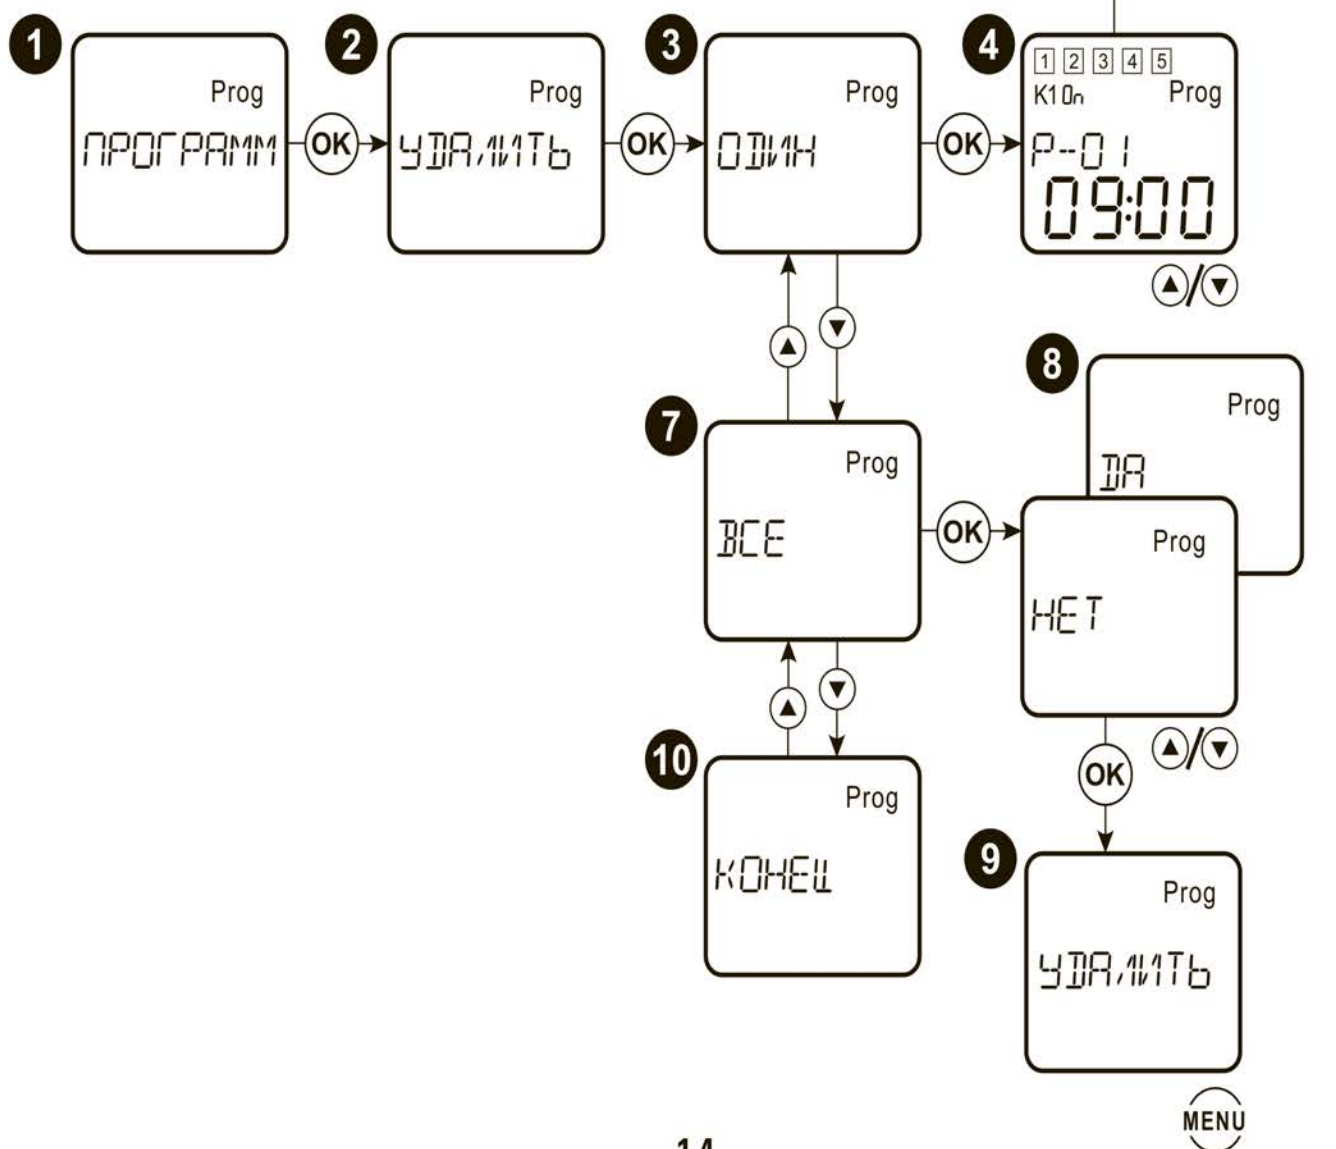 1
Prog
ПРОГРАММ
OK
2
Prog
УДАЛИТЬ
OK
3
Prog
ОДИН
OK
4
1 2 3 4 5
K1 On Prog
P--01
09:00
▲/▼
▲
▼
7
Prog
ВСЕ
OK
8
Prog
ДА
Prog
НЕТ
▲/▼
OK
▲
▼
10
Prog
КОНЕЦ
9
Prog
УДАЛИТЬ
MENU
14